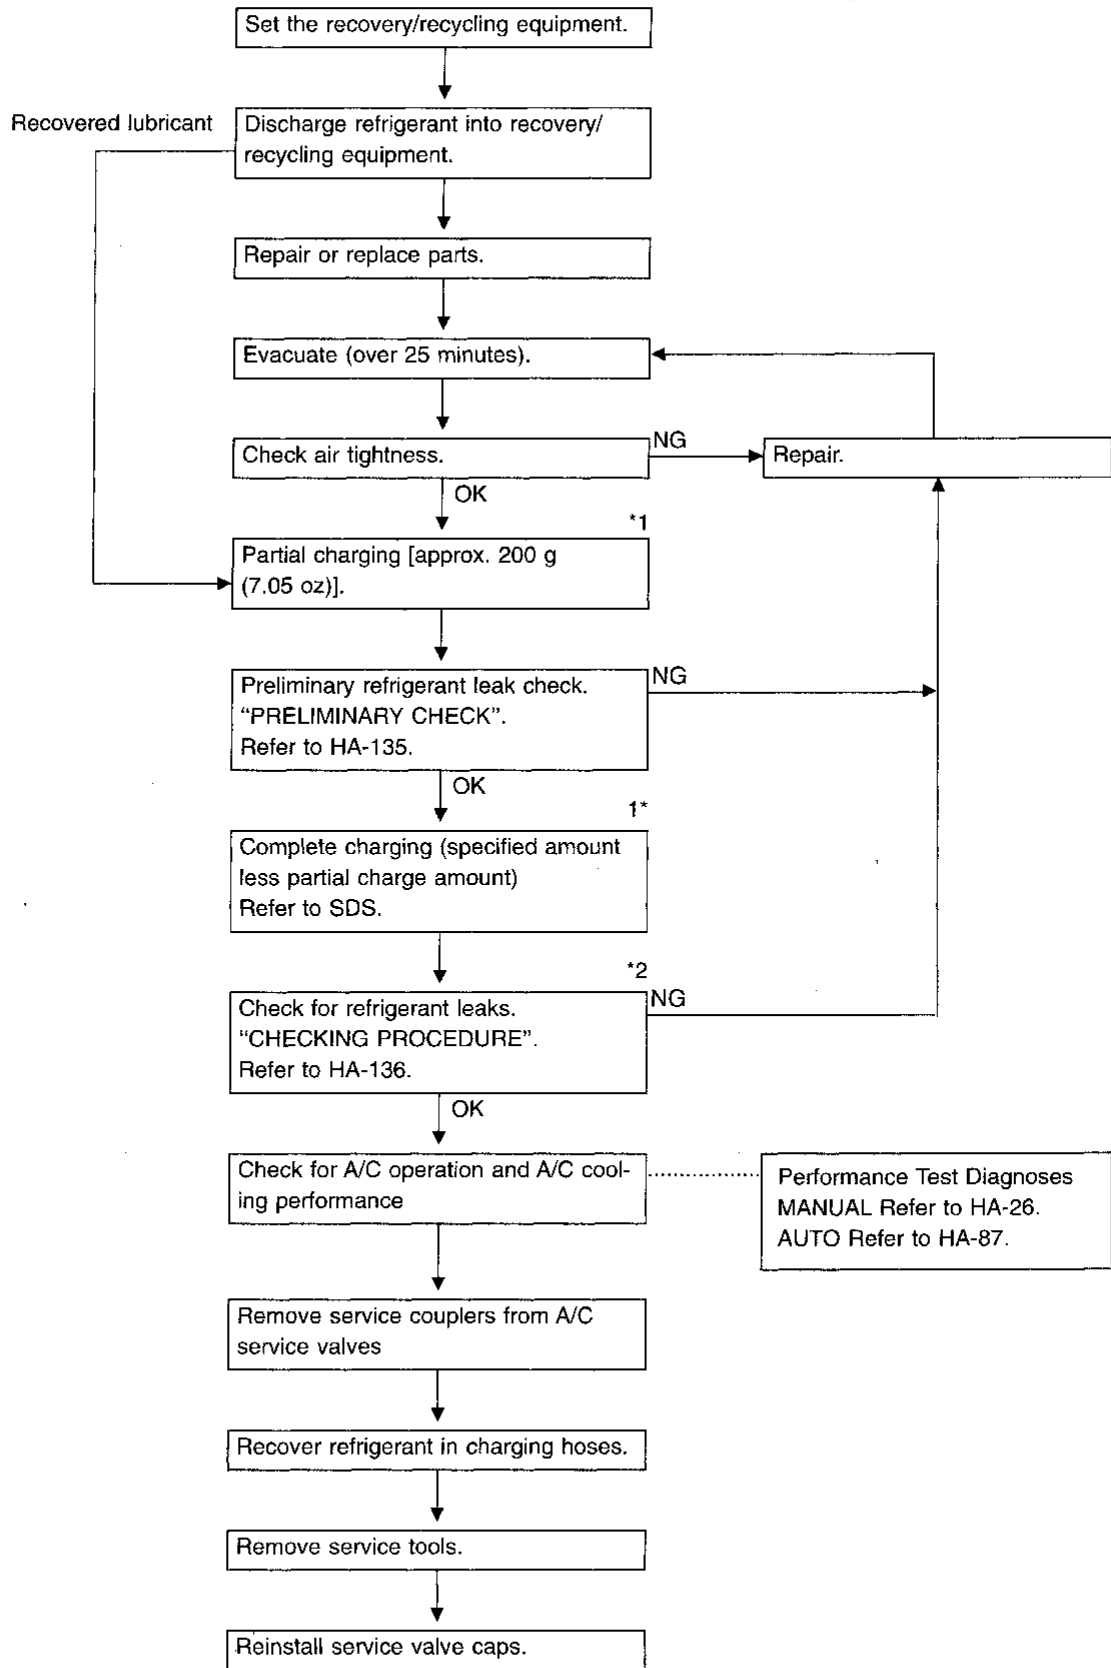 Set the recovery/recycling equipment.
Recovered lubricant
Discharge refrigerant into recovery/
recycling equipment.
Repair or replace parts.
Evacuate (over 25 minutes).
Check air tightness.
NG
Repair.
OK
*1
Partial charging [approx. 200 g
(7.05 oz)].
Preliminary refrigerant leak check.
"PRELIMINARY CHECK".
Refer to HA-135.
NG
OK
1*
Complete charging (specified amount
less partial charge amount)
Refer to SDS.
*2
Check for refrigerant leaks.
"CHECKING PROCEDURE".
Refer to HA-136.
NG
OK
Check for A/C operation and A/C cool-
ing performance
Performance Test Diagnoses
MANUAL Refer to HA-26.
AUTO Refer to HA-87.
Remove service couplers from A/C
service valves
Recover refrigerant in charging hoses.
Remove service tools.
Reinstall service valve caps.